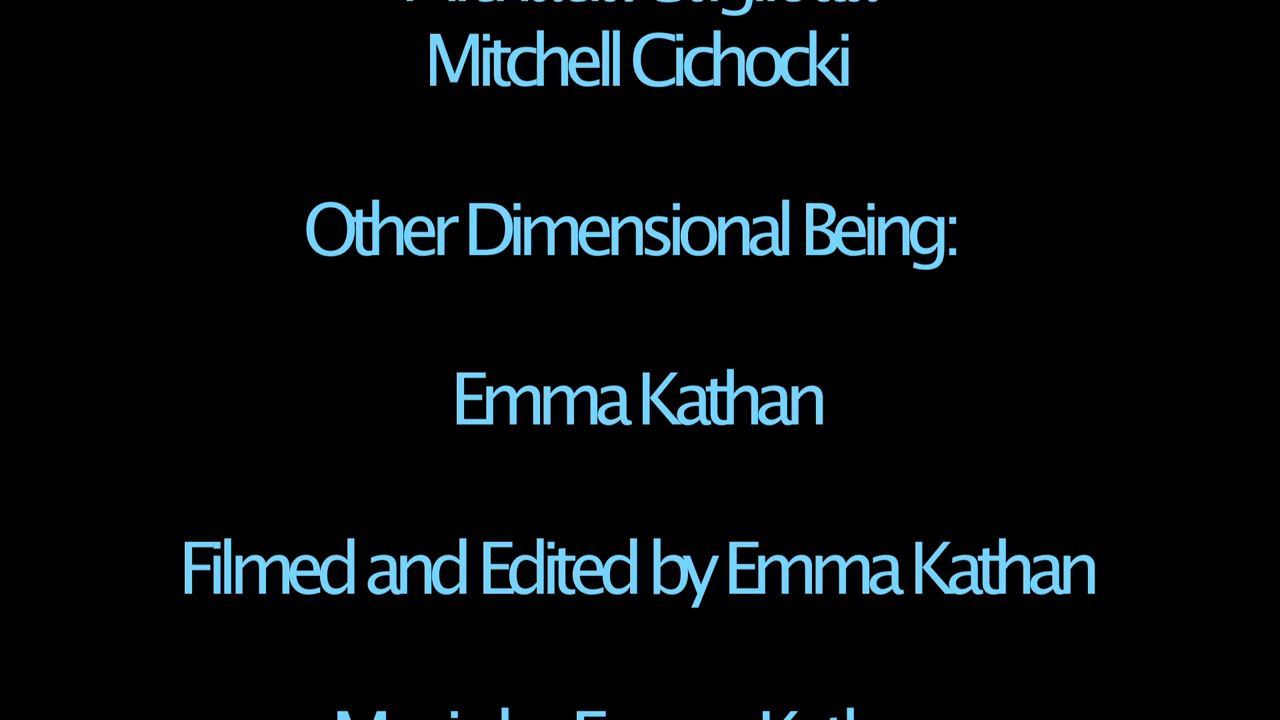 Mitchell Cichocki
Other Dimensional Being:
Emma Kathan
Filmed and Edited by Emma Kathan